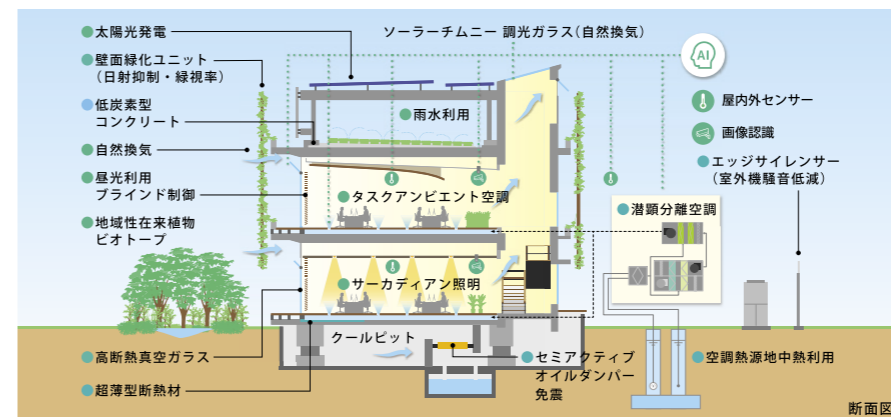 太陽光発電
壁面緑化ユニット
（日射抑制・緑視率）
低炭素型
コンクリート
自然換気
昼光利用
ブラインド制御
地域性在来植物
ビオトープ
高断熱真空ガラス
超薄型断熱材
ソーラーチムニー 調光ガラス（自然換気）
雨水利用
タスクアンビエント空調
サーカディアン照明
クールピット
セミアクティブ
オイルダンパー
免震
AI
屋内外センサー
画像認識
エッジサイレンサー
（室外機騒音低減）
潜顕分離空調
空調熱源地中熱利用
断面図